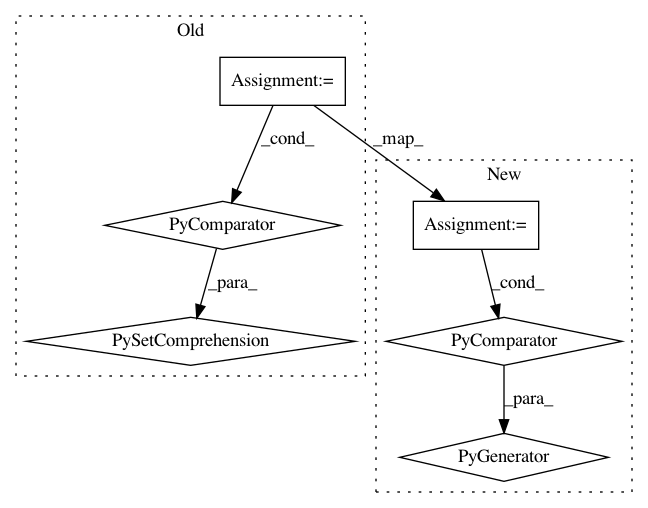 Old
Assignment:=
_cond_
_map_
New
PyComparator
Assignment:=
_para_
_cond_
PySetComprehension
PyComparator
_para_
PyGenerator